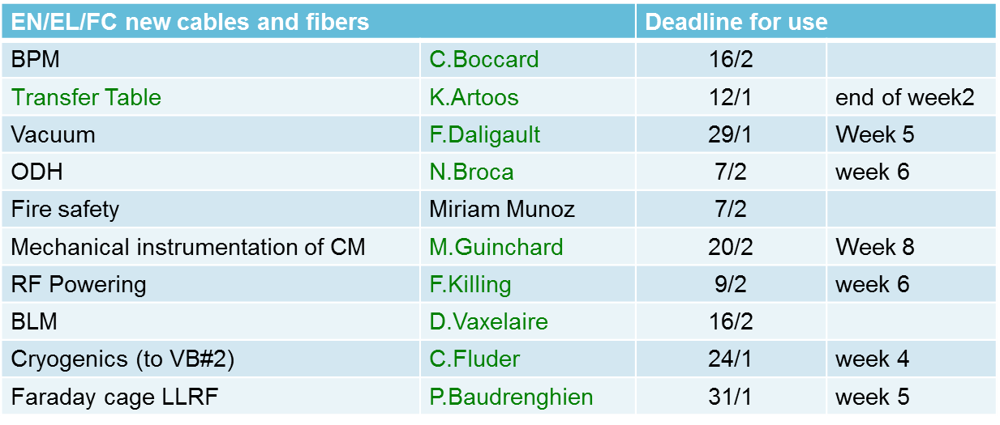 EN/EL/FC new cables and fibers Deadline for use
BPM C.Boccard 16/2
Transfer Table K.Artoos 12/1 end of week2
Vacuum F.Daligault 29/1 Week 5
ODH N.Broca 7/2 week 6
Fire safety Miriam Munoz 7/2
Mechanical instrumentation of CM M.Guinchard 20/2 Week 8
RF Powering F.Killing 9/2 week 6
BLM D.Vaxelaire 16/2
Cryogenics (to VB#2) C.Fluder 24/1 week 4
Faraday cage LLRF P.Baudrenghien 31/1 week 5